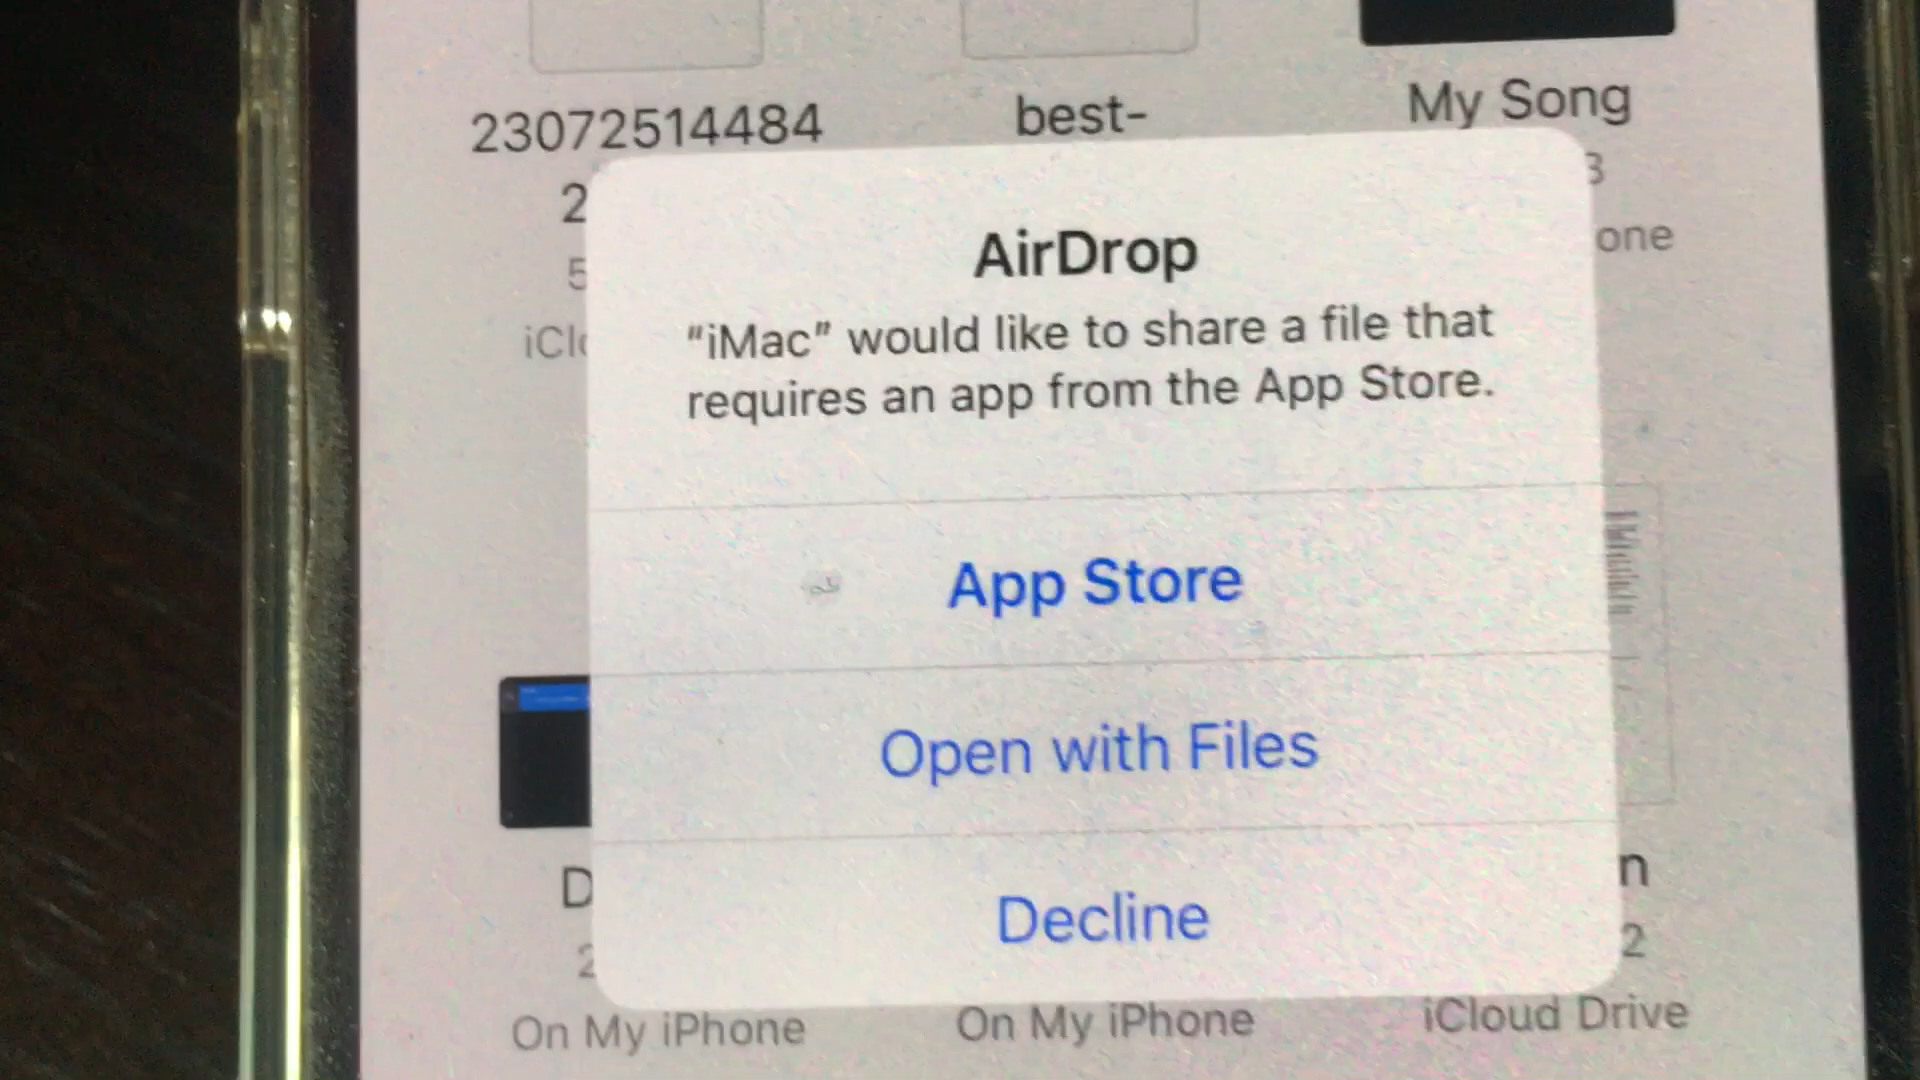 23072514484
best-
My Song
2
3
5
one
iClo
AirDrop
“iMac” would like to share a file that
requires an app from the App Store.
App Store
Open with Files
Decline
D
n
2
2
On My iPhone
On My iPhone
iCloud Drive